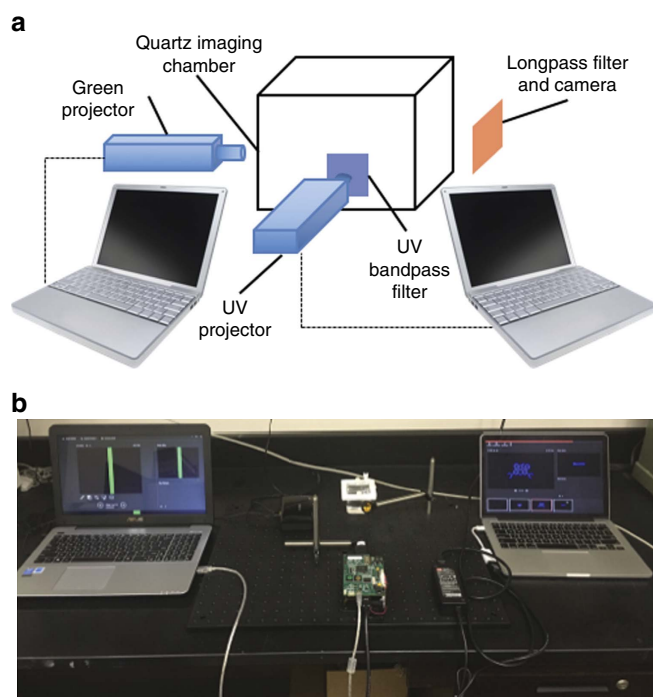 a
Quartz imaging
chamber
Green
projector
Longpass filter
and camera
UV
bandpass
filter
UV
projector
b